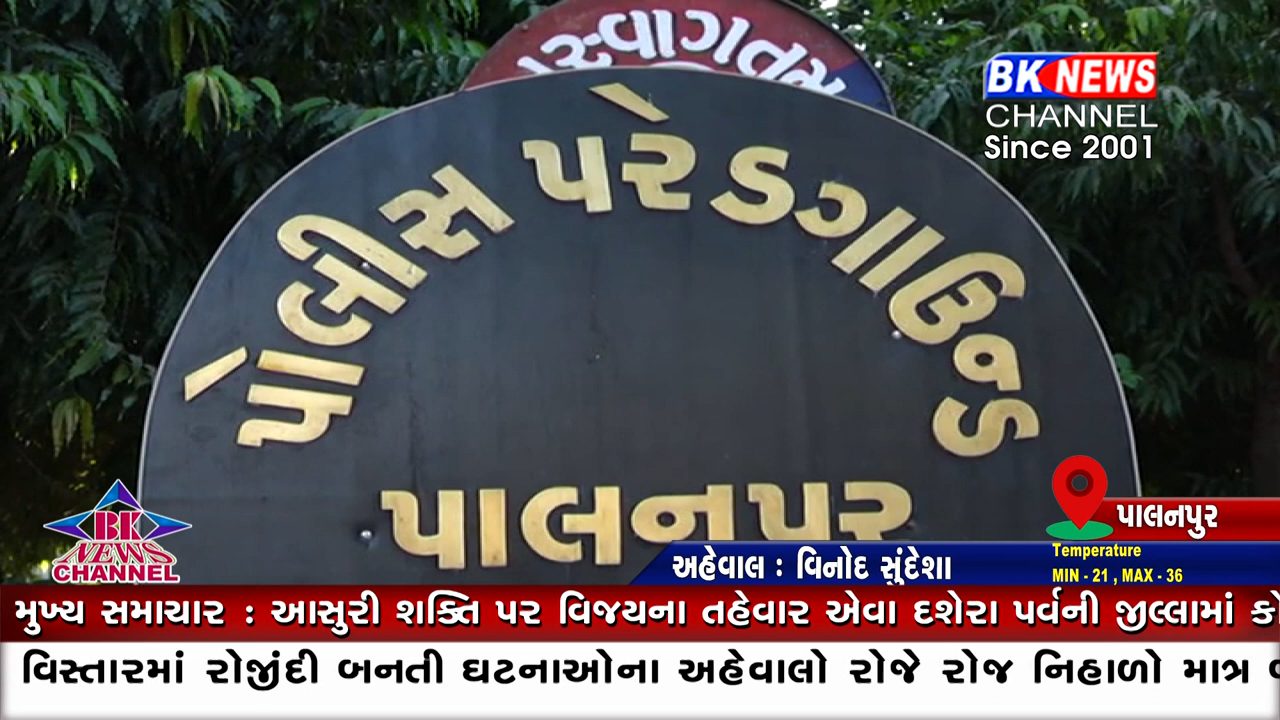 સ્વાગતમ
પોલીસ પરેડગ્રાઉન્ડ
પાલનપુર
BK NEWS
CHANNEL
Since 2001
BK
NEWS
CHANNEL
પાલનપુર
અહેવાલ : વિનોદ સુંદેશા
Temperature
MIN - 21 , MAX - 36
મુખ્ય સમાચાર : આસુરી શક્તિ પર વિજયના તહેવાર એવા દશેરા પર્વની જીલ્લામાં
વિસ્તારમાં રોજીંદી બનતી ઘટનાઓના અહેવાલો રોજે રોજ નિહાળો માત્ર